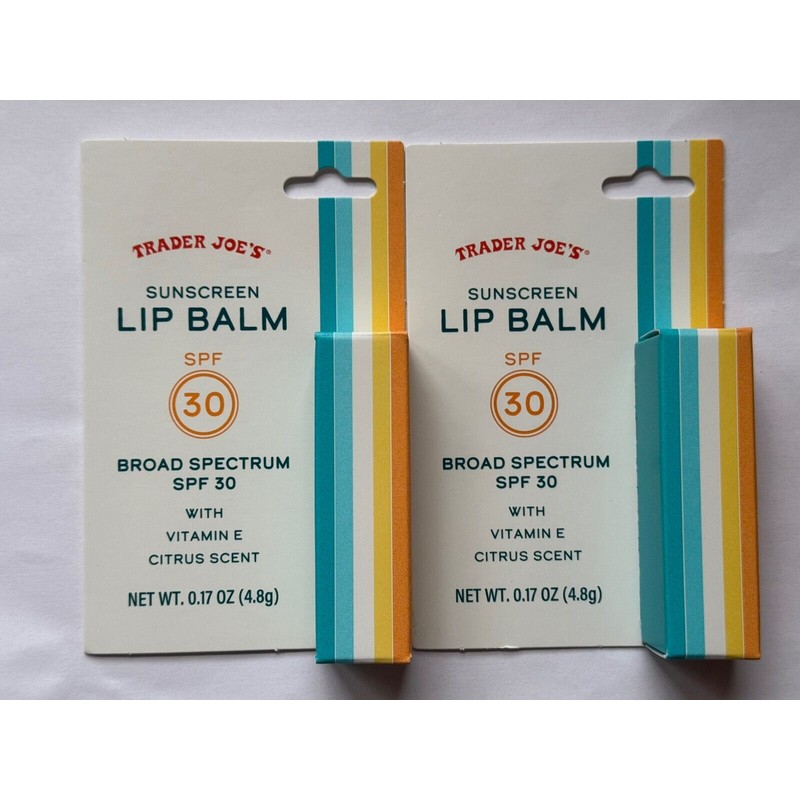 TRADER JOE'S®
SUNSCREEN
LIP BALM
SPF
30
BROAD SPECTRUM
SPF 30
WITH
VITAMIN E
CITRUS SCENT
NET WT. 0.17 OZ (4.8g)
TRADER JOE'S®
SUNSCREEN
LIP BALM
SPF
30
BROAD SPECTRUM
SPF 30
WITH
VITAMIN E
CITRUS SCENT
NET WT. 0.17 OZ (4.8g)